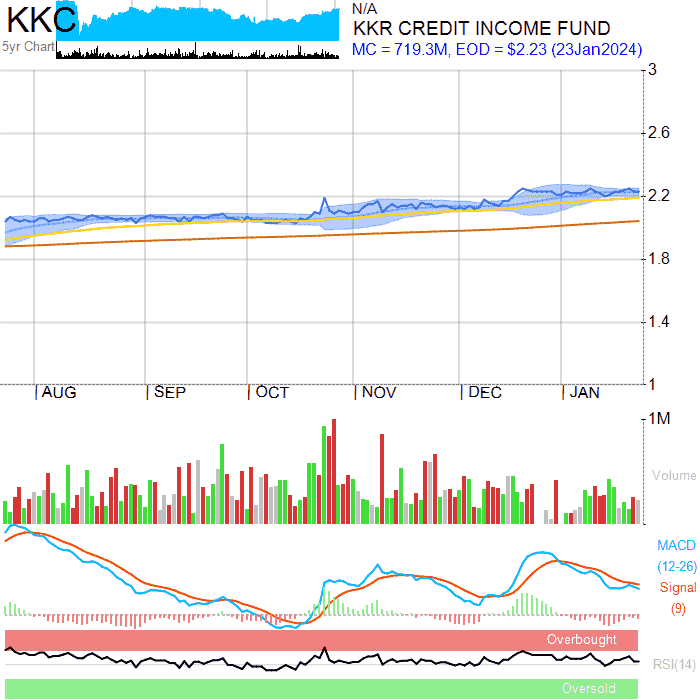 KKC
N/A
KKR CREDIT INCOME FUND
5yr Chart
MC = 719.3M, EOD = $2.23 (23Jan2024)
3
2.6
2.2
1.8
1.4
1
AUG SEP OCT NOV DEC JAN
1M
Volume
MACD
(12-26)
Signal
(9)
Overbought
RSI(14)
Oversold